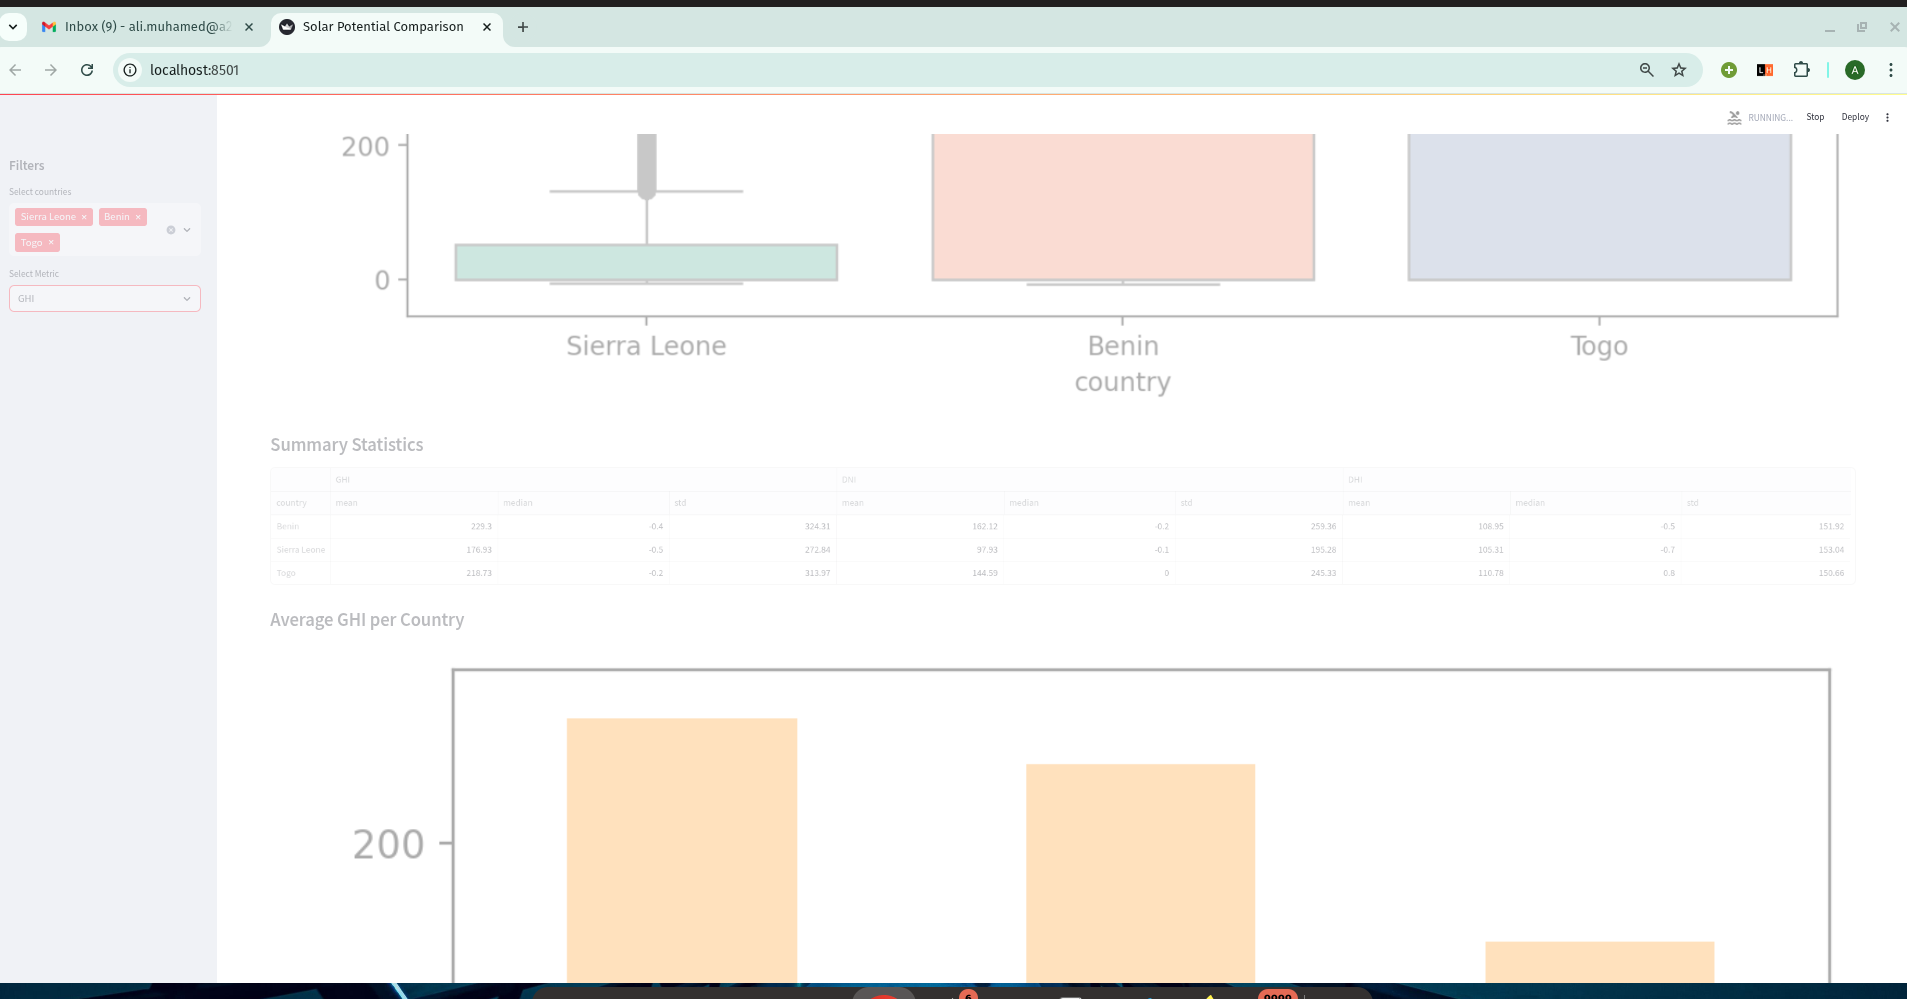 Inbox (9) - ali.muhamed@a2
Solar Potential Comparison
localhost:8501
A
RUNNING...
Stop
Deploy
Filters
Select countries
Sierra Leone
Benin
Togo
Select Metric
GHI
200
0
Sierra Leone
Benin
Togo
country
Summary Statistics
GHI DNI DHI
country mean median std mean median std mean median std
Benin 229.3 -0.4 324.31 162.12 -0.2 259.36 108.95 -0.5 151.92
Sierra Leone 176.93 -0.5 272.84 97.93 -0.1 195.28 105.31 -0.7 153.04
Togo 218.73 -0.2 313.97 144.59 0 245.33 110.78 0.8 150.66
Average GHI per Country
200
6
9999